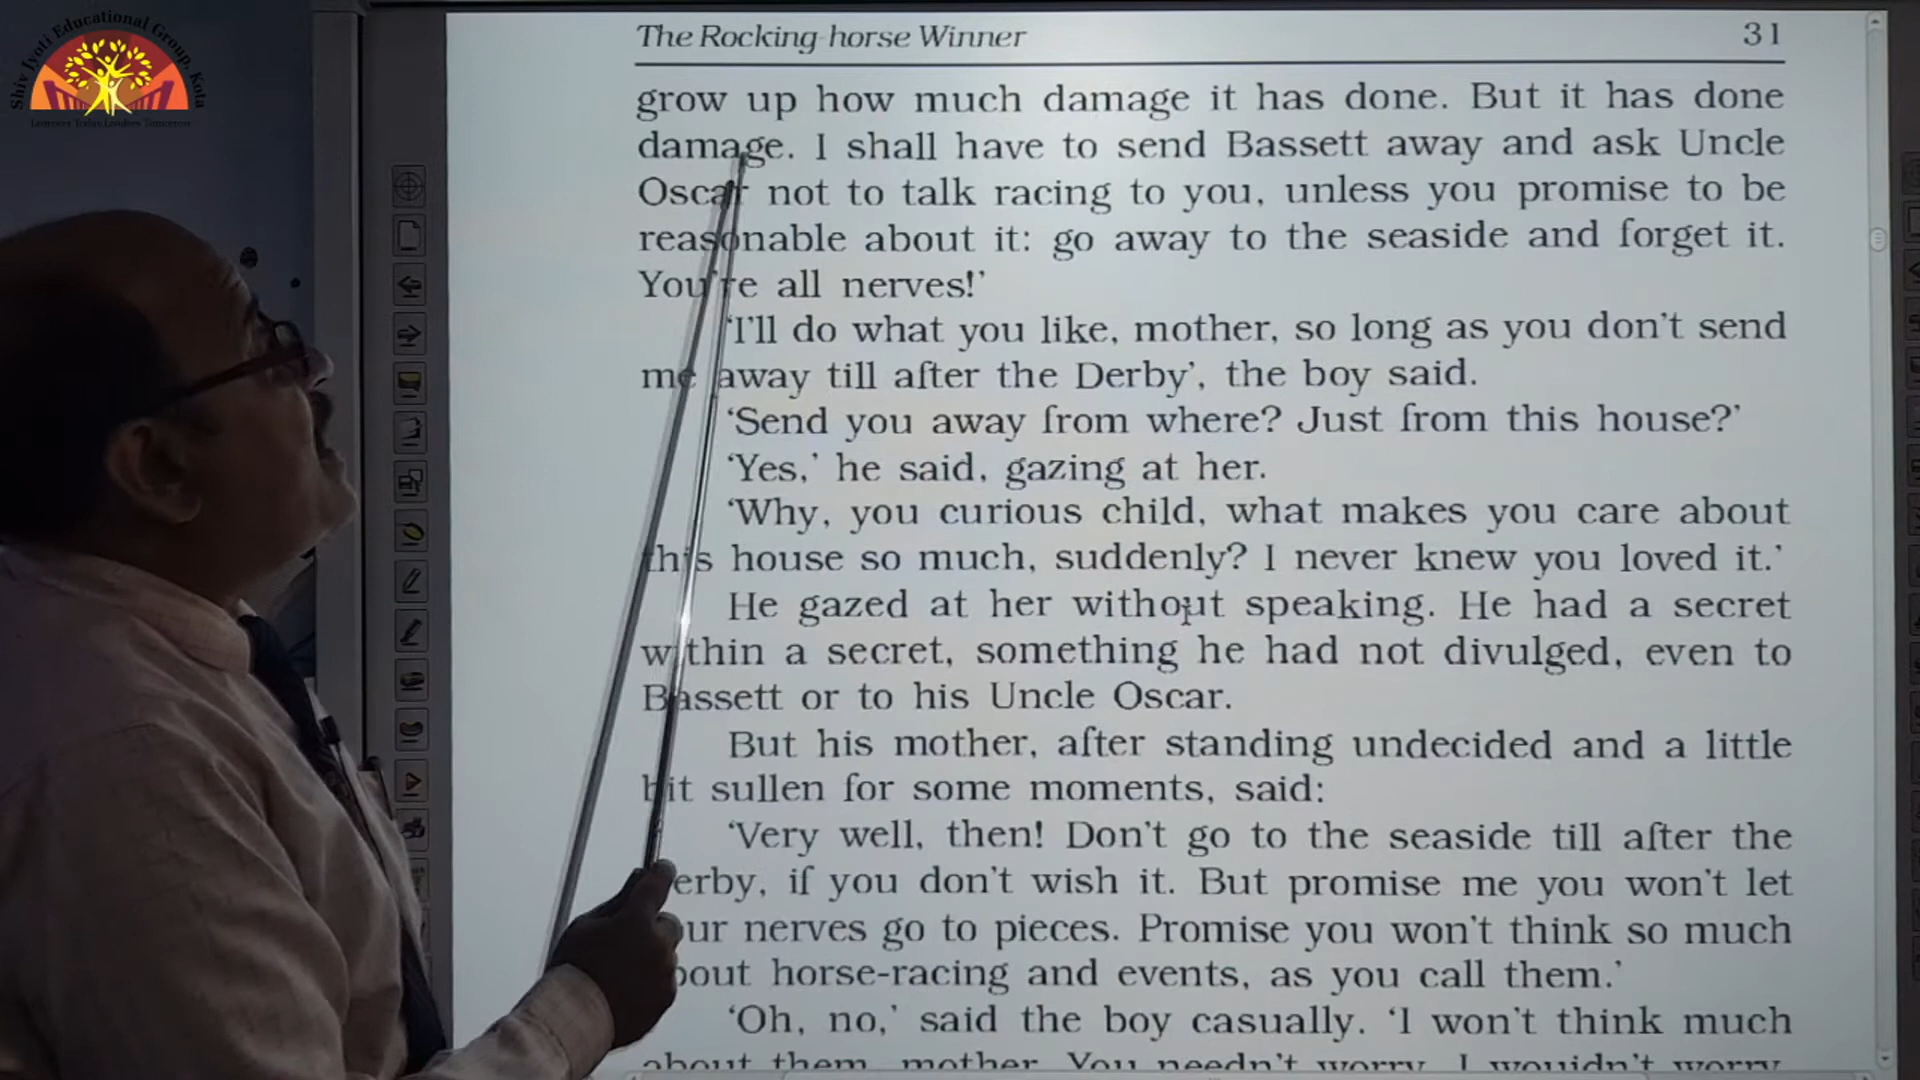 Shiv Jyoti Educational Group, Kota
The Rocking-horse Winner 31
grow up how much damage it has done. But it has done
damage. I shall have to send Bassett away and ask Uncle
Oscar not to talk racing to you, unless you promise to be
reasonable about it: go away to the seaside and forget it.
You're all nerves!'
'I'll do what you like, mother, so long as you don't send
me away till after the Derby', the boy said.
'Send you away from where? Just from this house?'
'Yes,' he said, gazing at her.
'Why, you curious child, what makes you care about
this house so much, suddenly? I never knew you loved it.'
He gazed at her without speaking. He had a secret
within a secret, something he had not divulged, even to
Bassett or to his Uncle Oscar.
But his mother, after standing undecided and a little
bit sullen for some moments, said:
'Very well, then! Don't go to the seaside till after the
erby, if you don't wish it. But promise me you won't let
our nerves go to pieces. Promise you won't think so much
bout horse-racing and events, as you call them.'
'Oh, no,' said the boy casually. 'I won't think much
about them, mother. You needn't worry. I wouldn't worry,